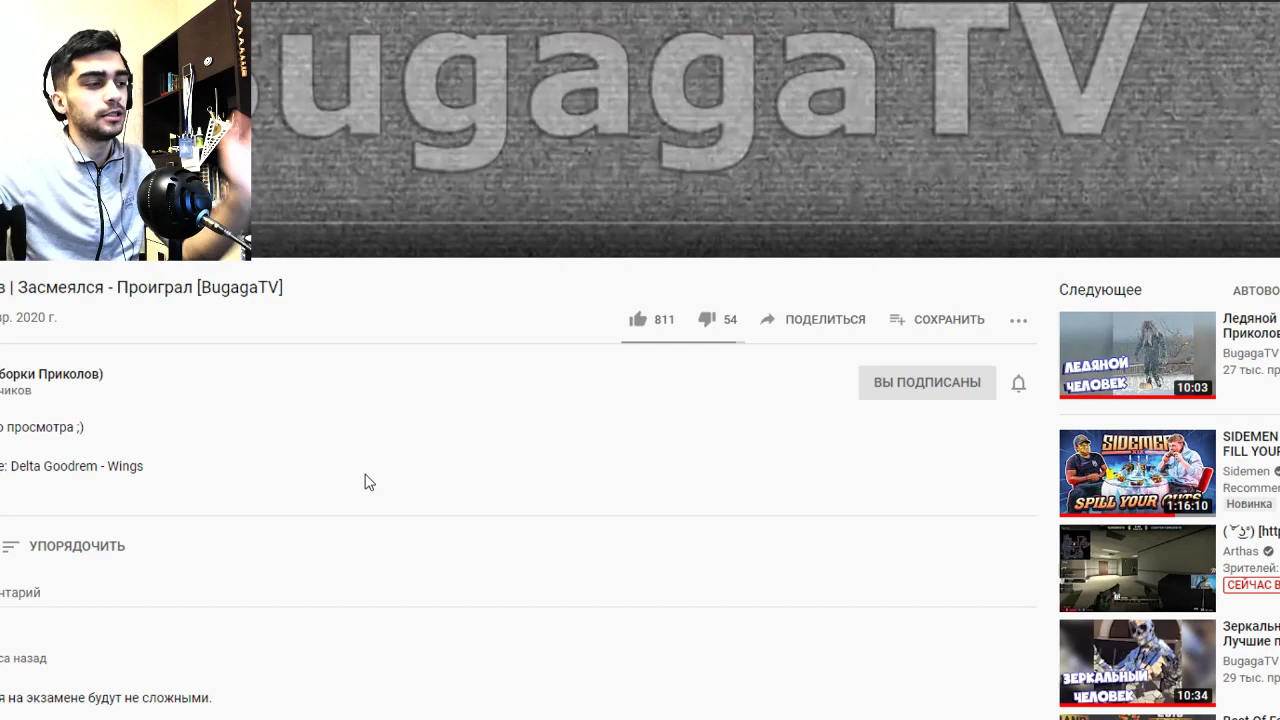 BugagaTV
в | Засмеялся - Проиграл [BugagaTV]
вр. 2020 г.
811
54
ПОДЕЛИТЬСЯ
СОХРАНИТЬ
борки Приколов)
чиков
ВЫ ПОДПИСАНЫ
о просмотра ;)
е: Delta Goodrem - Wings
УПОРЯДОЧИТЬ
нтарий
са назад
я на экзамене будут не сложными.
Следующее
АВТОВО
ЛЕДЯНОЙ
ЧЕЛОВЕК
10:03
Ледяной
Приколов
BugagaTV
27 тыс. пр
SIDEMEN
SPILL YOUR GUTS
1:16:10
SIDEMEN
FILL YOUR
Sidemen
Recommen
Новинка
[http
Arthas
Зрителей:
СЕЙЧАС В
ЗЕРКАЛЬНЫЙ
ЧЕЛОВЕК
10:34
Зеркальн
Лучшие п
BugagaTV
29 тыс. пр